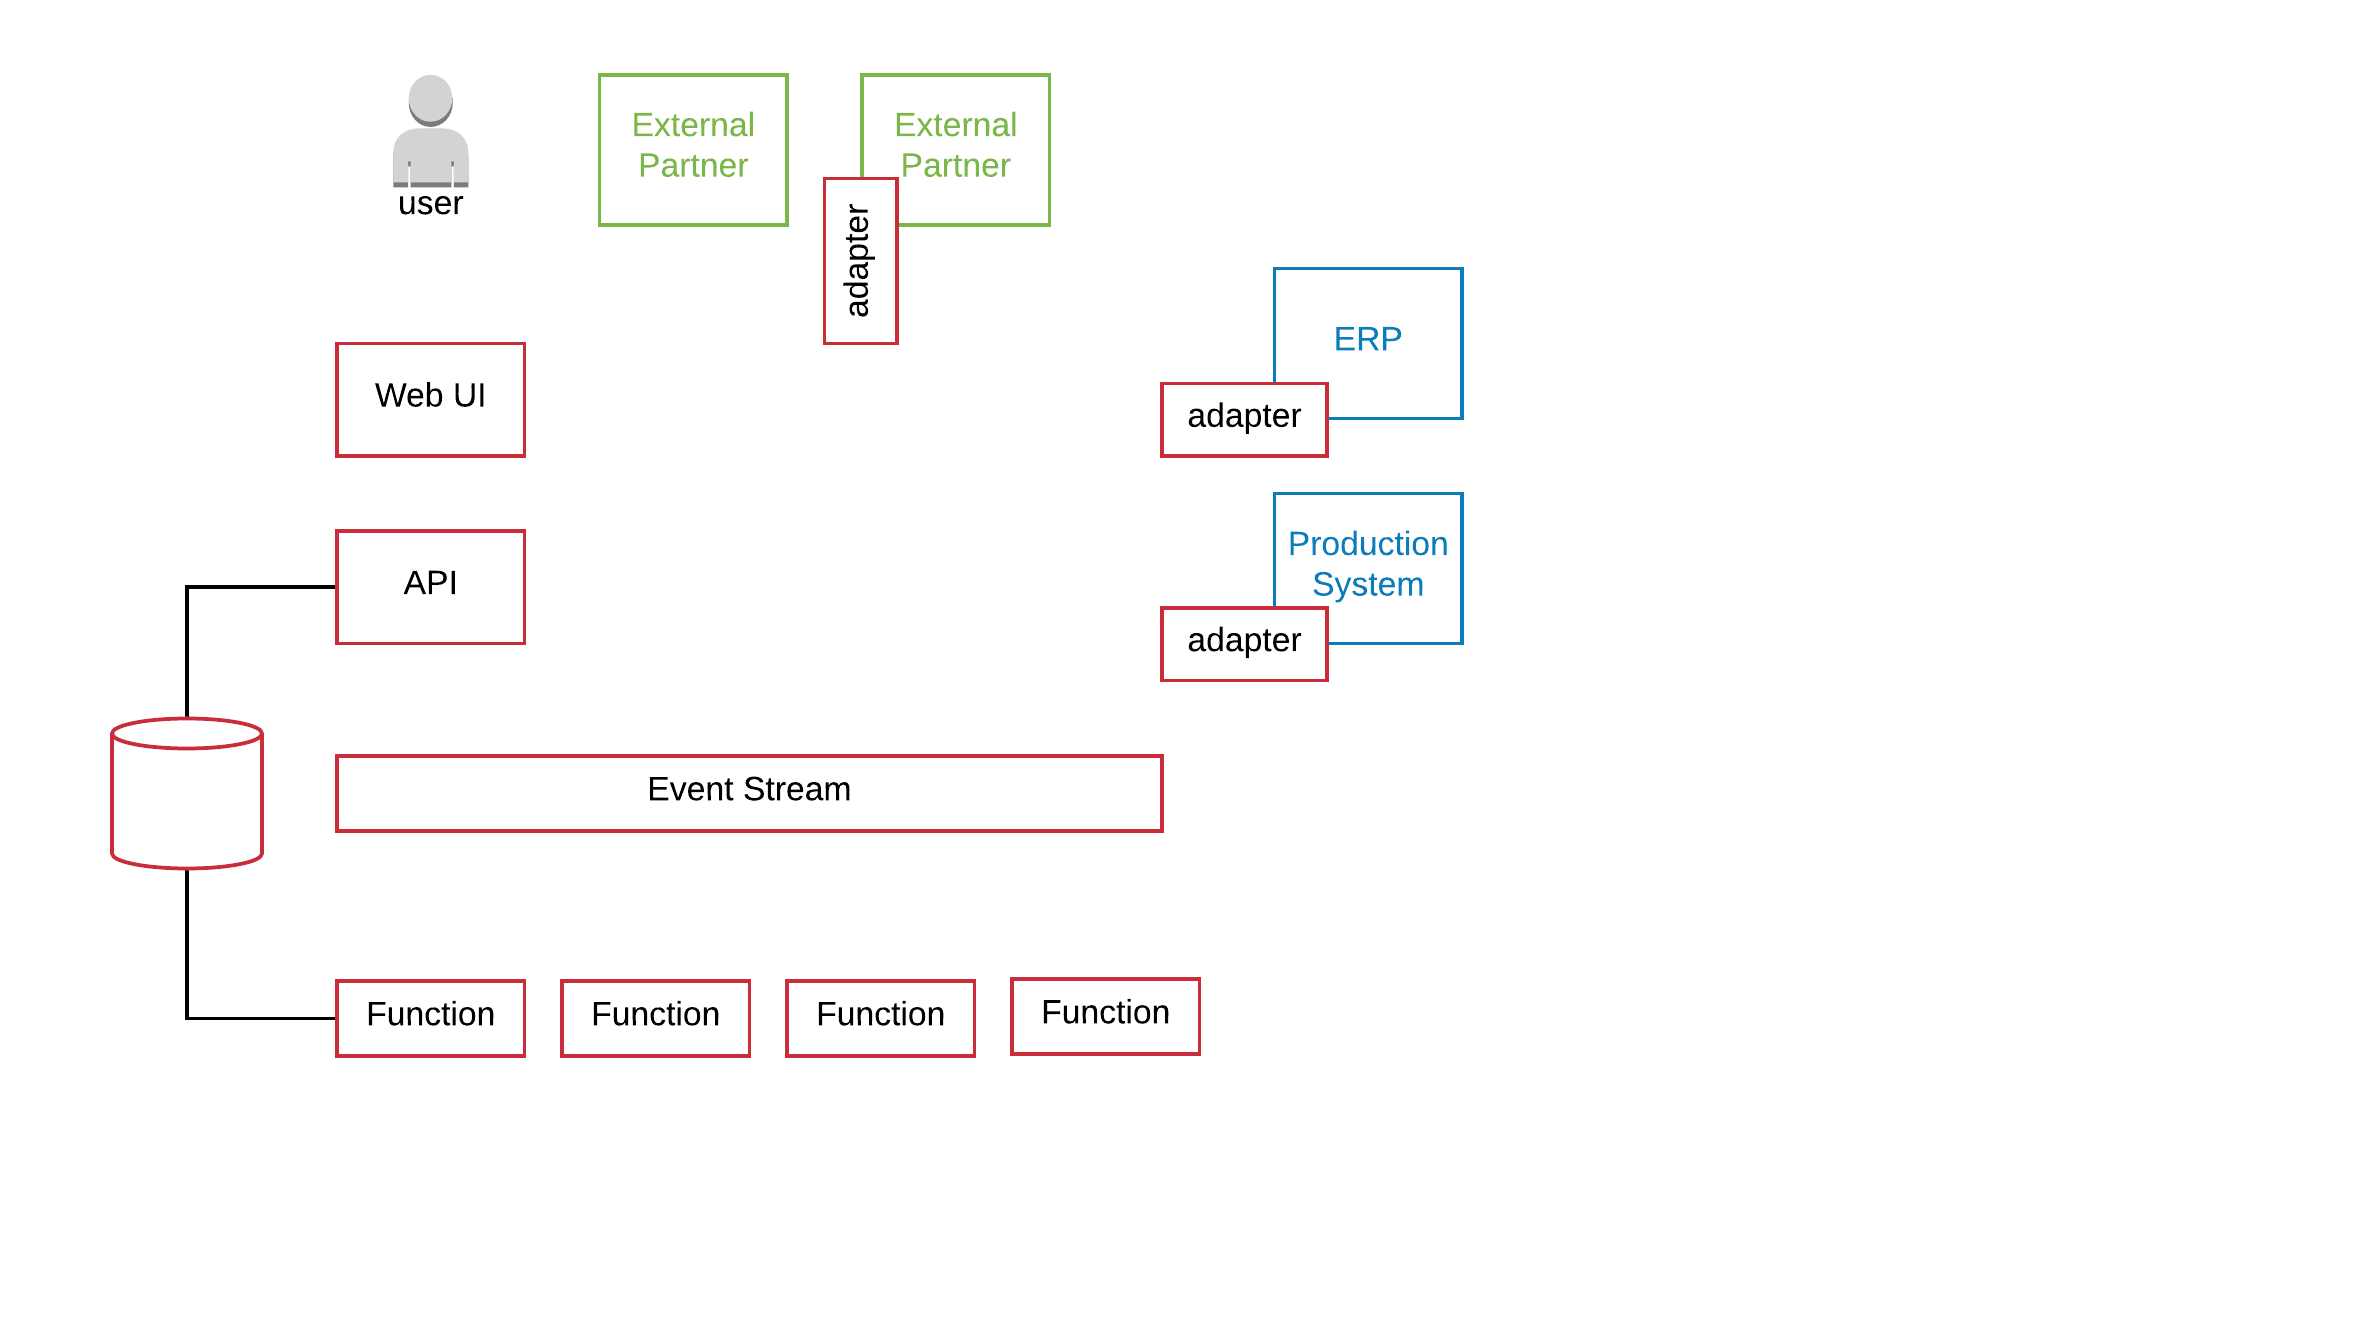 user
External
Partner
External
Partner
adapter
ERP
adapter
Web UI
Production
System
adapter
API
Event Stream
Function
Function
Function
Function